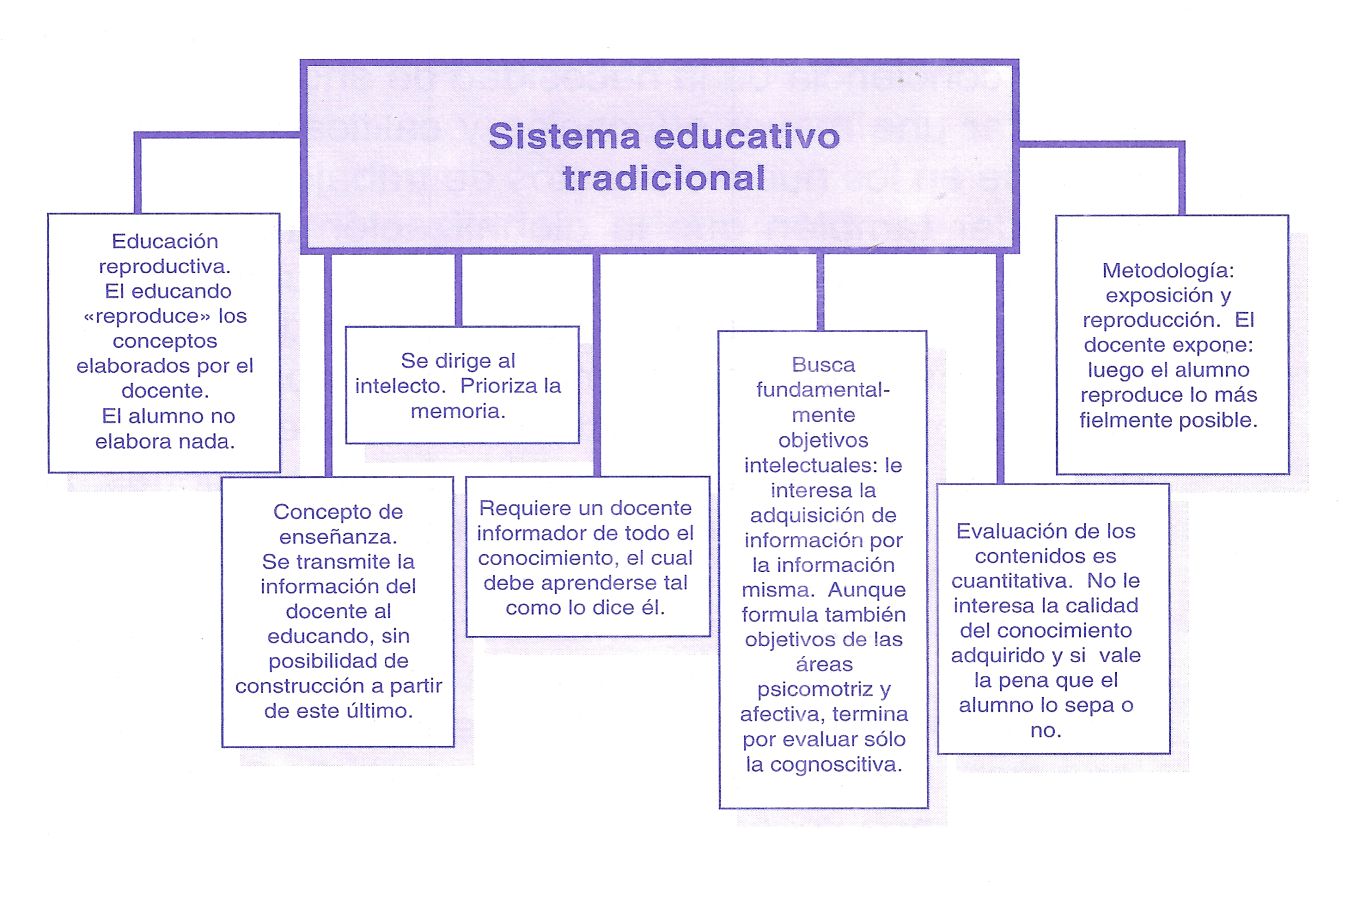 Sistema educativo
tradicional
Educación
reproductiva.
El educando
«reproduce» los
conceptos
elaborados por el
docente.
El alumno no
elabora nada.
Concepto de
enseñanza.
Se transmite la
información del
docente al
educando, sin
posibilidad de
construcción a partir
de este último.
Se dirige al
intelecto.  Prioriza la
memoria.
Requiere un docente
informador de todo el
conocimiento, el cual
debe aprenderse tal
como lo dice él.
Busca
fundamental-
mente
objetivos
intelectuales: le
interesa la
adquisición de
información por
la información
misma.  Aunque
formula también
objetivos de las
áreas
psicomotriz y
afectiva, termina
por evaluar sólo
la cognoscitiva.
Evaluación de los
contenidos es
cuantitativa.  No le
interesa la calidad
del conocimiento
adquirido y si  vale
la pena que el
alumno lo sepa o
no.
Metodología:
exposición y
reproducción.  El
docente expone:
luego el alumno
reproduce lo más
fielmente posible.